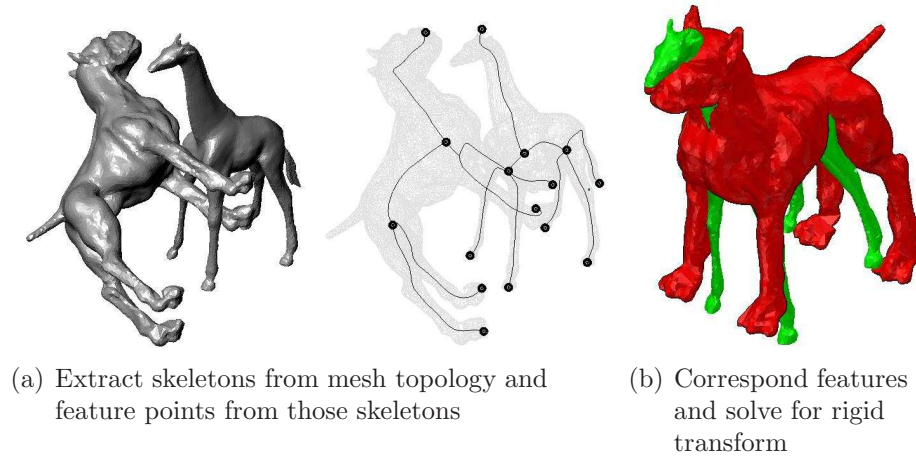 (a) Extract skeletons from mesh topology and
feature points from those skeletons
(b) Correspond features
and solve for rigid
transform